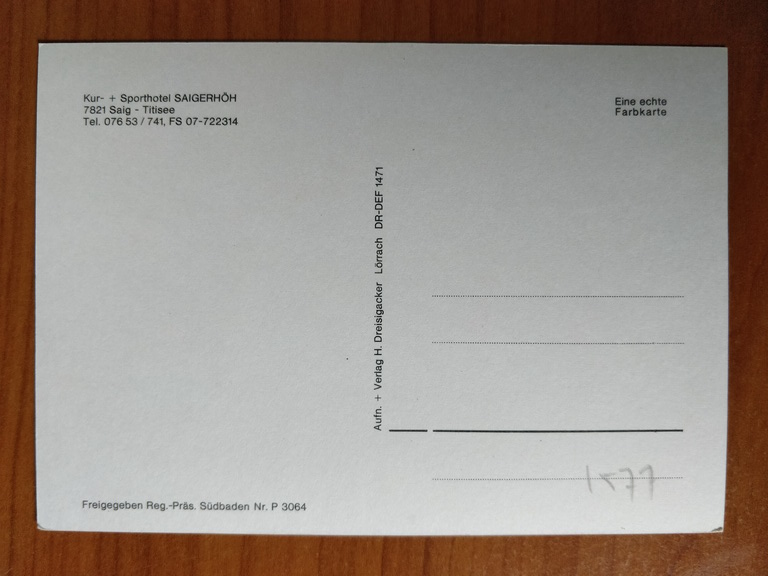 Kur- + Sporthotel SAIGERHÖH
7821 Saig - Titisee
Tel. 076 53 / 741, FS 07-722314
Eine echte
Farbkarte
Aufn. + Verlag H. Dreisigacker Lörrach DR-DEF 1471
Freigegeben Reg.-Präs. Südbaden Nr. P 3064